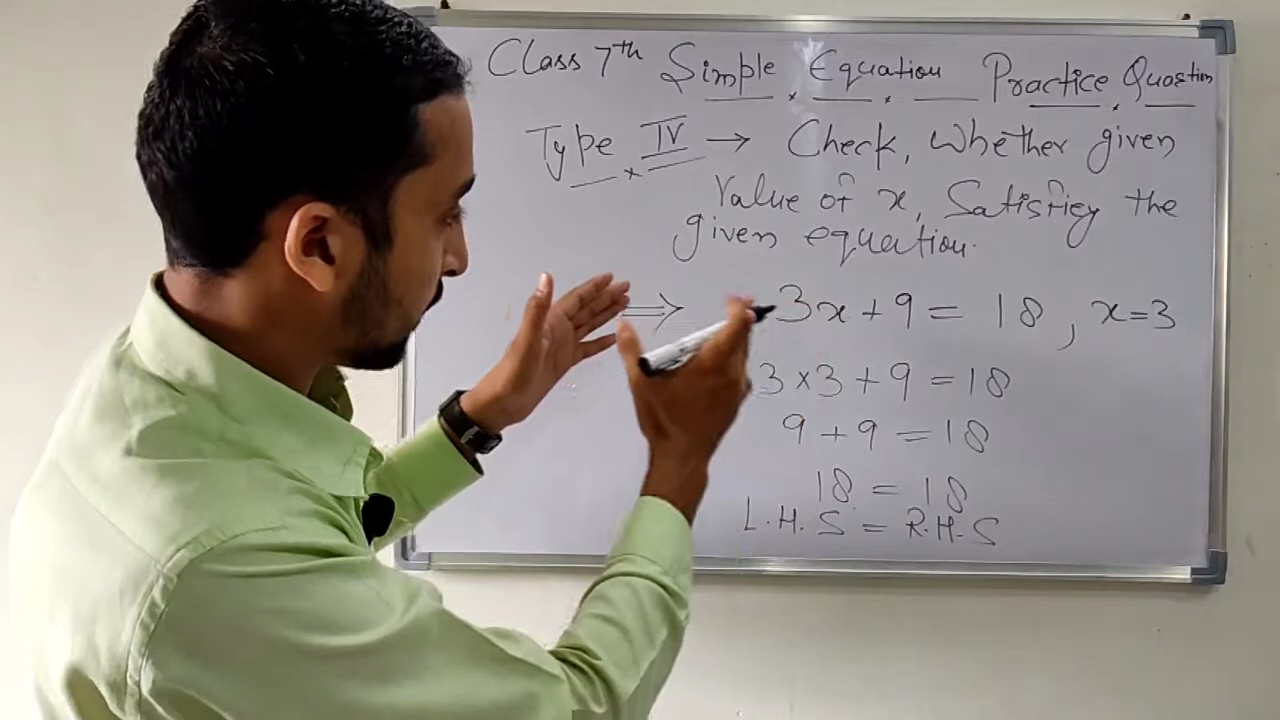 Class 7th Simple Equation Practice Question
Type IV → Check, Whether given
Value of x, Satisfiey the
given equation.
⇒ 3x + 9 = 18, x=3
3×3 + 9 = 18
9 + 9 = 18
18 = 18
L.H.S = R.H.S